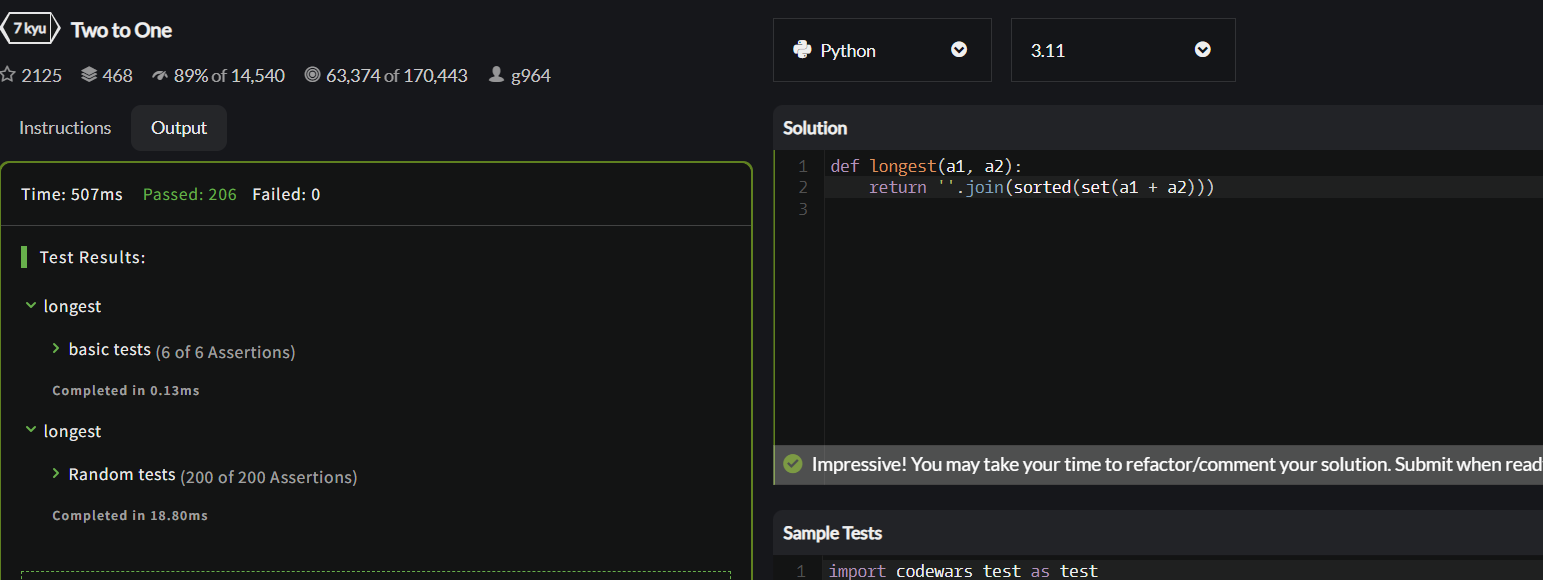 7 kyu Two to One
2125 468 89% of 14,540 63,374 of 170,443 g964
Instructions Output
Time: 507ms Passed: 206 Failed: 0
Test Results:
longest
basic tests (6 of 6 Assertions)
Completed in 0.13ms
longest
Random tests (200 of 200 Assertions)
Completed in 18.80ms
Python 3.11
Solution
1 def longest(a1, a2):
2 return ''.join(sorted(set(a1 + a2)))
3
Impressive! You may take your time to refactor/comment your solution. Submit when read
Sample Tests
1 import codewars_test as test